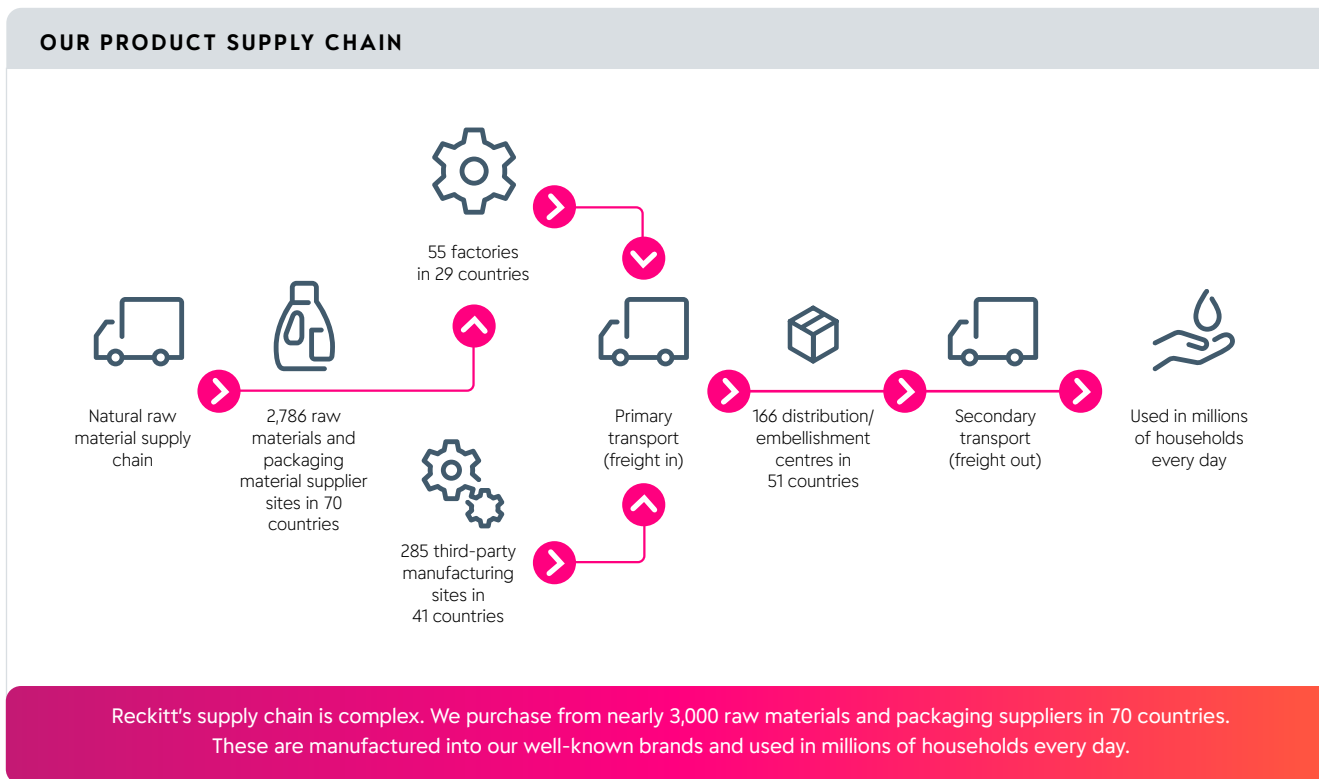 OUR PRODUCT SUPPLY CHAIN
55 factories
in 29 countries
Natural raw
material supply
chain
2,786 raw
materials and
packaging
material supplier
sites in 70
countries
285 third-party
manufacturing
sites in
41 countries
Primary
transport
(freight in)
166 distribution/
embellishment
centres in
51 countries
Secondary
transport
(freight out)
Used in millions
of households
every day
Reckitt’s supply chain is complex. We purchase from nearly 3,000 raw materials and packaging suppliers in 70 countries.
These are manufactured into our well-known brands and used in millions of households every day.